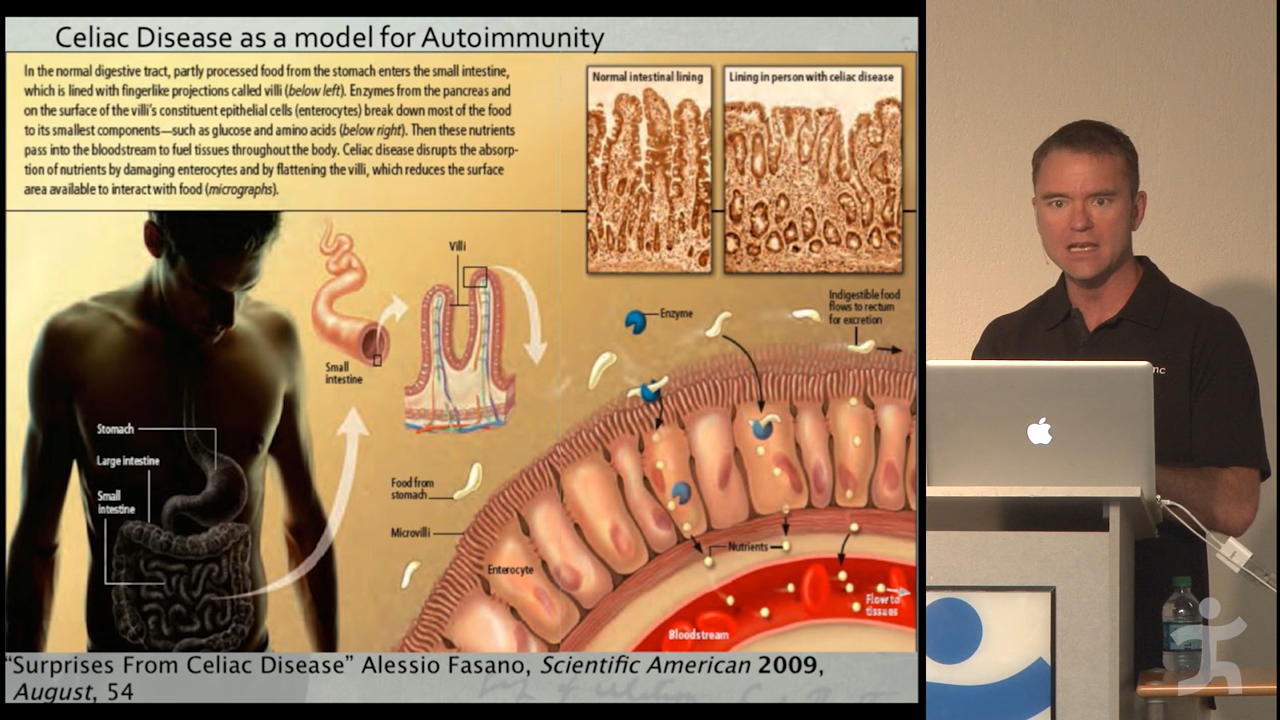 Celiac Disease as a model for Autoimmunity
In the normal digestive tract, partly processed food from the stomach enters the small intestine,
which is lined with fingerlike projections called villi (below left). Enzymes from the pancreas and
on the surface of the villi's constituent epithelial cells (enterocytes) break down most of the food
to its smallest components—such as glucose and amino acids (below right). Then these nutrients
pass into the bloodstream to fuel tissues throughout the body. Celiac disease disrupts the absorp-
tion of nutrients by damaging enterocytes and by flattening the villi, which reduces the surface
area available to interact with food (micrographs).
Normal intestinal lining
Lining in person with celiac disease
Villi
Small
intestine
Enzyme
Indigestible food
flows to rectum
for excretion
Stomach
Large intestine
Small
intestine
Food from
stomach
Microvilli
Enterocyte
Nutrients
Flow to
tissues
Bloodstream
"Surprises From Celiac Disease" Alessio Fasano, Scientific American 2009,
August, 54
mc